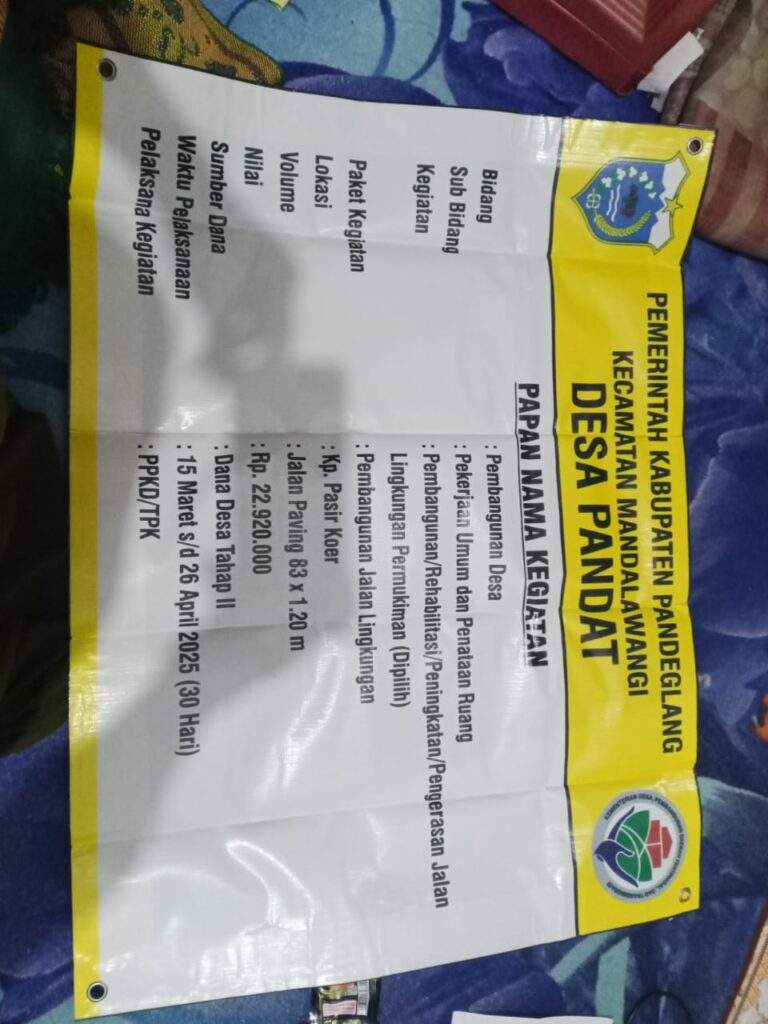 PEMERINTAH KABUPATEN PANDEGLANG
KECAMATAN MANDALAWANGI
DESA PANDAT
PAPAN NAMA KEGIATAN
Bidang : Pembangunan Desa
Sub Bidang : Pekerjaan Umum dan Penataan Ruang
Kegiatan : Pembangunan/Rehabilitasi/Peningkatan/Pengerasan Jalan
Lingkungan Permukiman (Dipilih)
Paket Kegiatan : Pembangunan Jalan Lingkungan
Lokasi : Kp. Pasir Koer
Volume : Jalan Paving 83 x 1.20 m
Nilai : Rp. 22.920.000
Sumber Dana : Dana Desa Tahap II
Waktu Pelaksanaan : 15 Maret s/d 26 April 2025 (30 Hari)
Pelaksana Kegiatan : PPKD/TPK